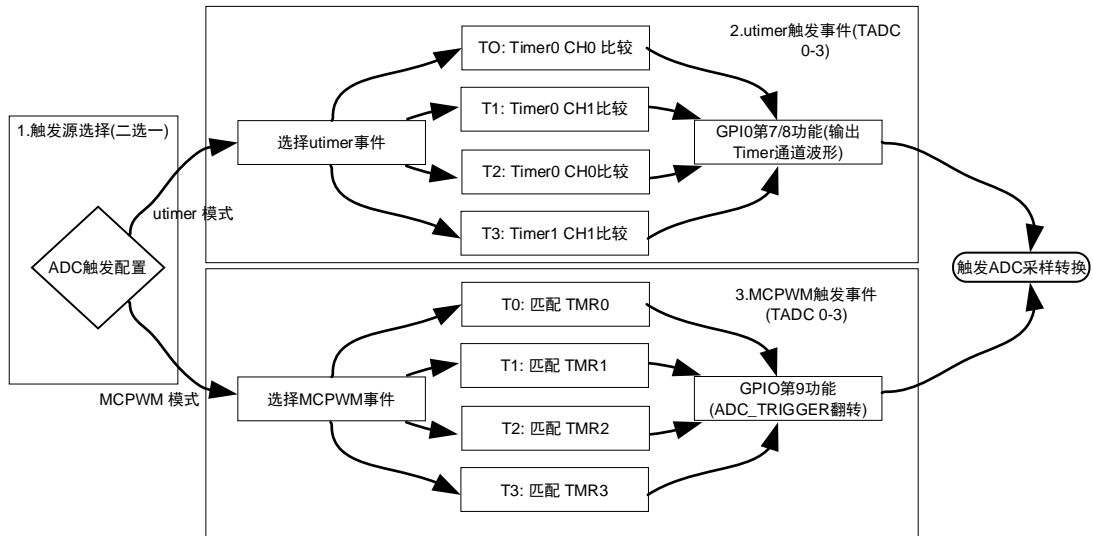 1.触发源选择(二选一)
ADC触发配置
utimer 模式
MCPWM 模式
2.utimer触发事件(TADC
0-3)
选择utimer事件
TO: Timer0 CH0 比较
T1: Timer0 CH1比较
T2: Timer0 CH0比较
T3: Timer1 CH1比较
GPI0第7/8功能(输出
Timer通道波形)
3.MCPWM触发事件
(TADC 0-3)
选择MCPWM事件
T0: 匹配 TMR0
T1: 匹配 TMR1
T2: 匹配 TMR2
T3: 匹配 TMR3
GPIO第9功能
(ADC_TRIGGER翻转)
触发ADC采样转换